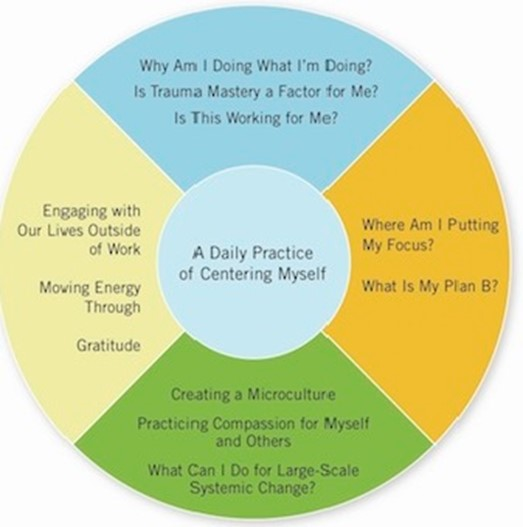 Why Am I Doing What I'm Doing?
Is Trauma Mastery a Factor for Me?
Is This Working for Me?
Engaging with
Our Lives Outside
of Work
Moving Energy
Through
Gratitude
A Daily Practice
of Centering Myself
Where Am I Putting
My Focus?
What Is My Plan B?
Creating a Microculture
Practicing Compassion for Myself
and Others
What Can I Do for Large-Scale
Systemic Change?